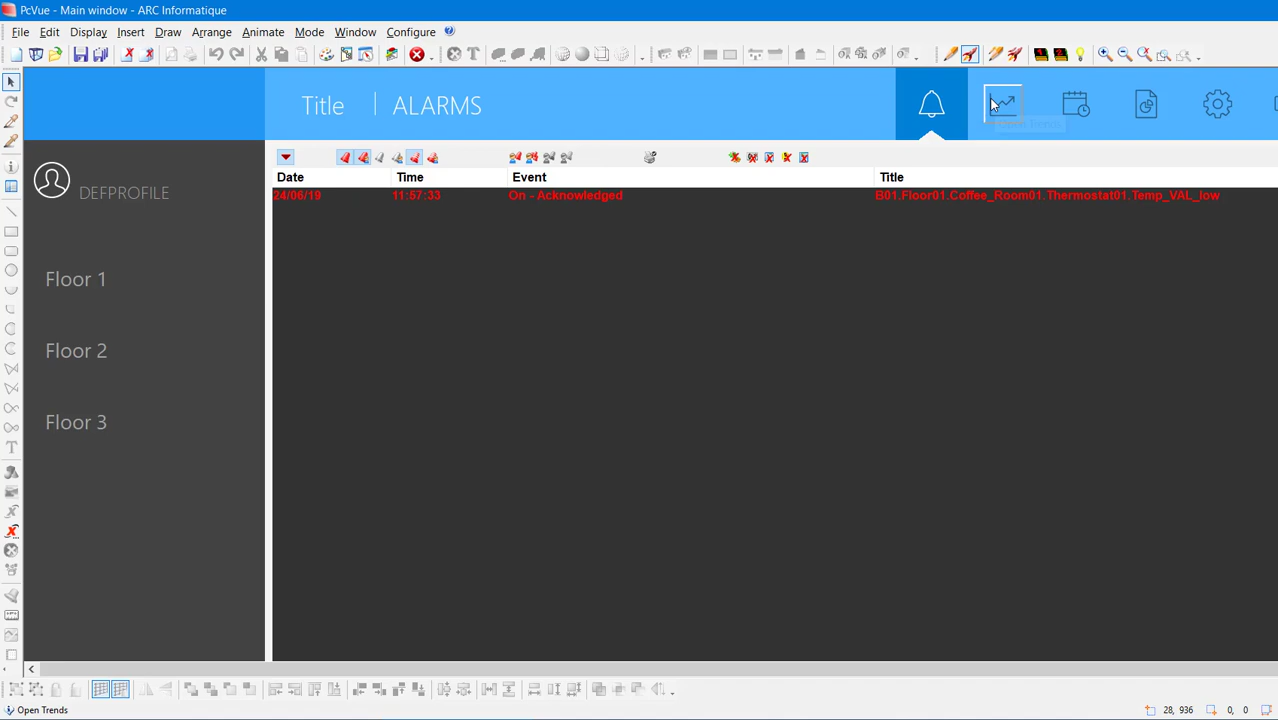 PcVue - Main window - ARC Informatique
File Edit Display Insert Draw Arrange Animate Mode Window Configure
Title ALARMS
Open Trends
DEFPROFILE
Date Time Event Title
24/06/19 11:57:33 On - Acknowledged B01.Floor01.Coffee_Room01.Thermostat01.Temp_VAL_low
Floor 1
Floor 2
Floor 3
Open Trends
28, 936 0, 0